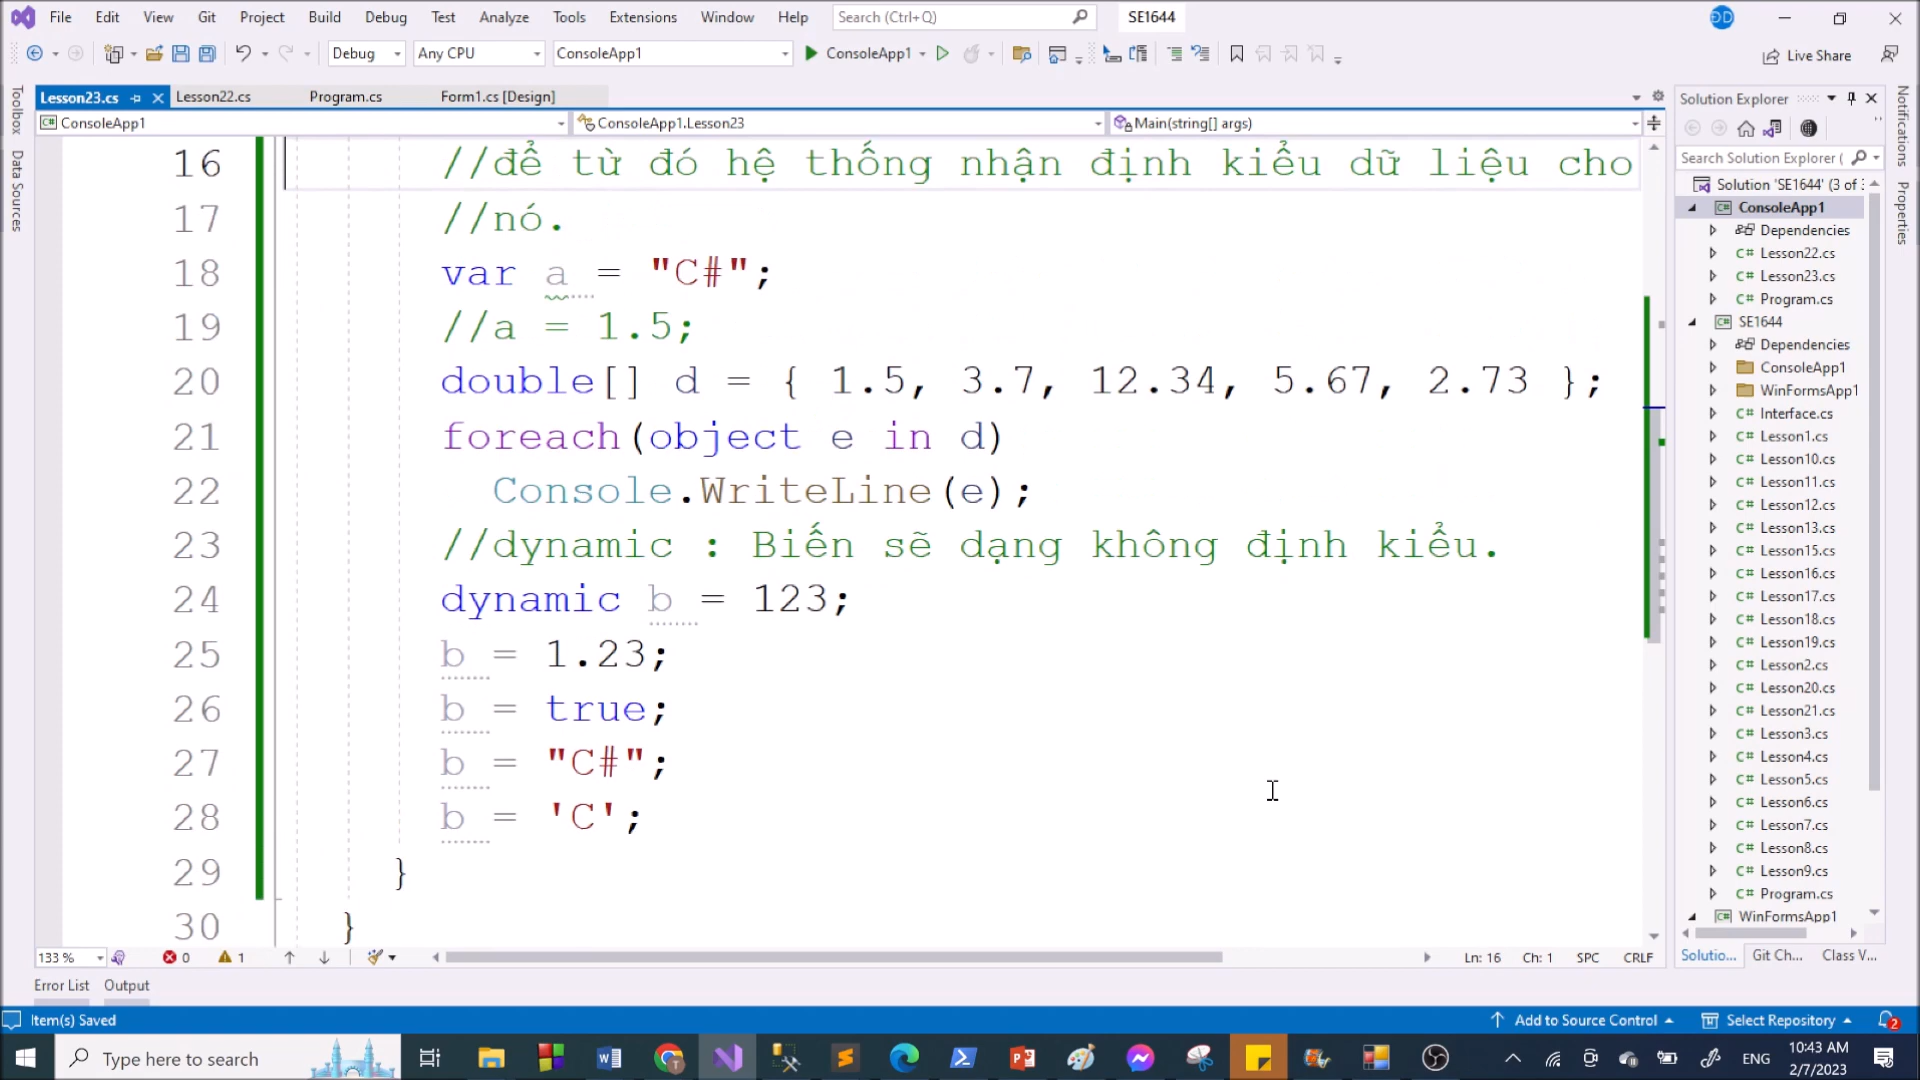 File Edit View Git Project Build Debug Test Analyze Tools Extensions Window Help Search (Ctrl+Q) SE1644
Debug Any CPU ConsoleApp1 ConsoleApp1 Live Share
Lesson23.cs Lesson22.cs Program.cs Form1.cs [Design]
ConsoleApp1 ConsoleApp1.Lesson23 Main(string[] args)
Toolbox
Data Sources
16 //để từ đó hệ thống nhận định kiểu dữ liệu cho
17 //nó.
18 var a = "C#";
19 //a = 1.5;
20 double[] d = { 1.5, 3.7, 12.34, 5.67, 2.73 };
21 foreach(object e in d)
22 Console.WriteLine(e);
23 //dynamic : Biến sẽ dạng không định kiểu.
24 dynamic b = 123;
25 b = 1.23;
26 b = true;
27 b = "C#";
28 b = 'C';
29 }
30 }
133 % 0 1 Ln: 16 Ch: 1 SPC CRLF
Solution Explorer
Search Solution Explorer (
Solution 'SE1644' (3 of
C# ConsoleApp1
Dependencies
C# Lesson22.cs
C# Lesson23.cs
C# Program.cs
C# SE1644
Dependencies
ConsoleApp1
WinFormsApp1
C# Interface.cs
C# Lesson1.cs
C# Lesson10.cs
C# Lesson11.cs
C# Lesson12.cs
C# Lesson13.cs
C# Lesson15.cs
C# Lesson16.cs
C# Lesson17.cs
C# Lesson18.cs
C# Lesson19.cs
C# Lesson2.cs
C# Lesson20.cs
C# Lesson21.cs
C# Lesson3.cs
C# Lesson4.cs
C# Lesson5.cs
C# Lesson6.cs
C# Lesson7.cs
C# Lesson8.cs
C# Lesson9.cs
C# Program.cs
C# WinFormsApp1
Solutio... Git Ch... Class V...
Notifications
Properties
Error List Output
Item(s) Saved Add to Source Control Select Repository 2
Type here to search ENG 10:43 AM
2/7/2023